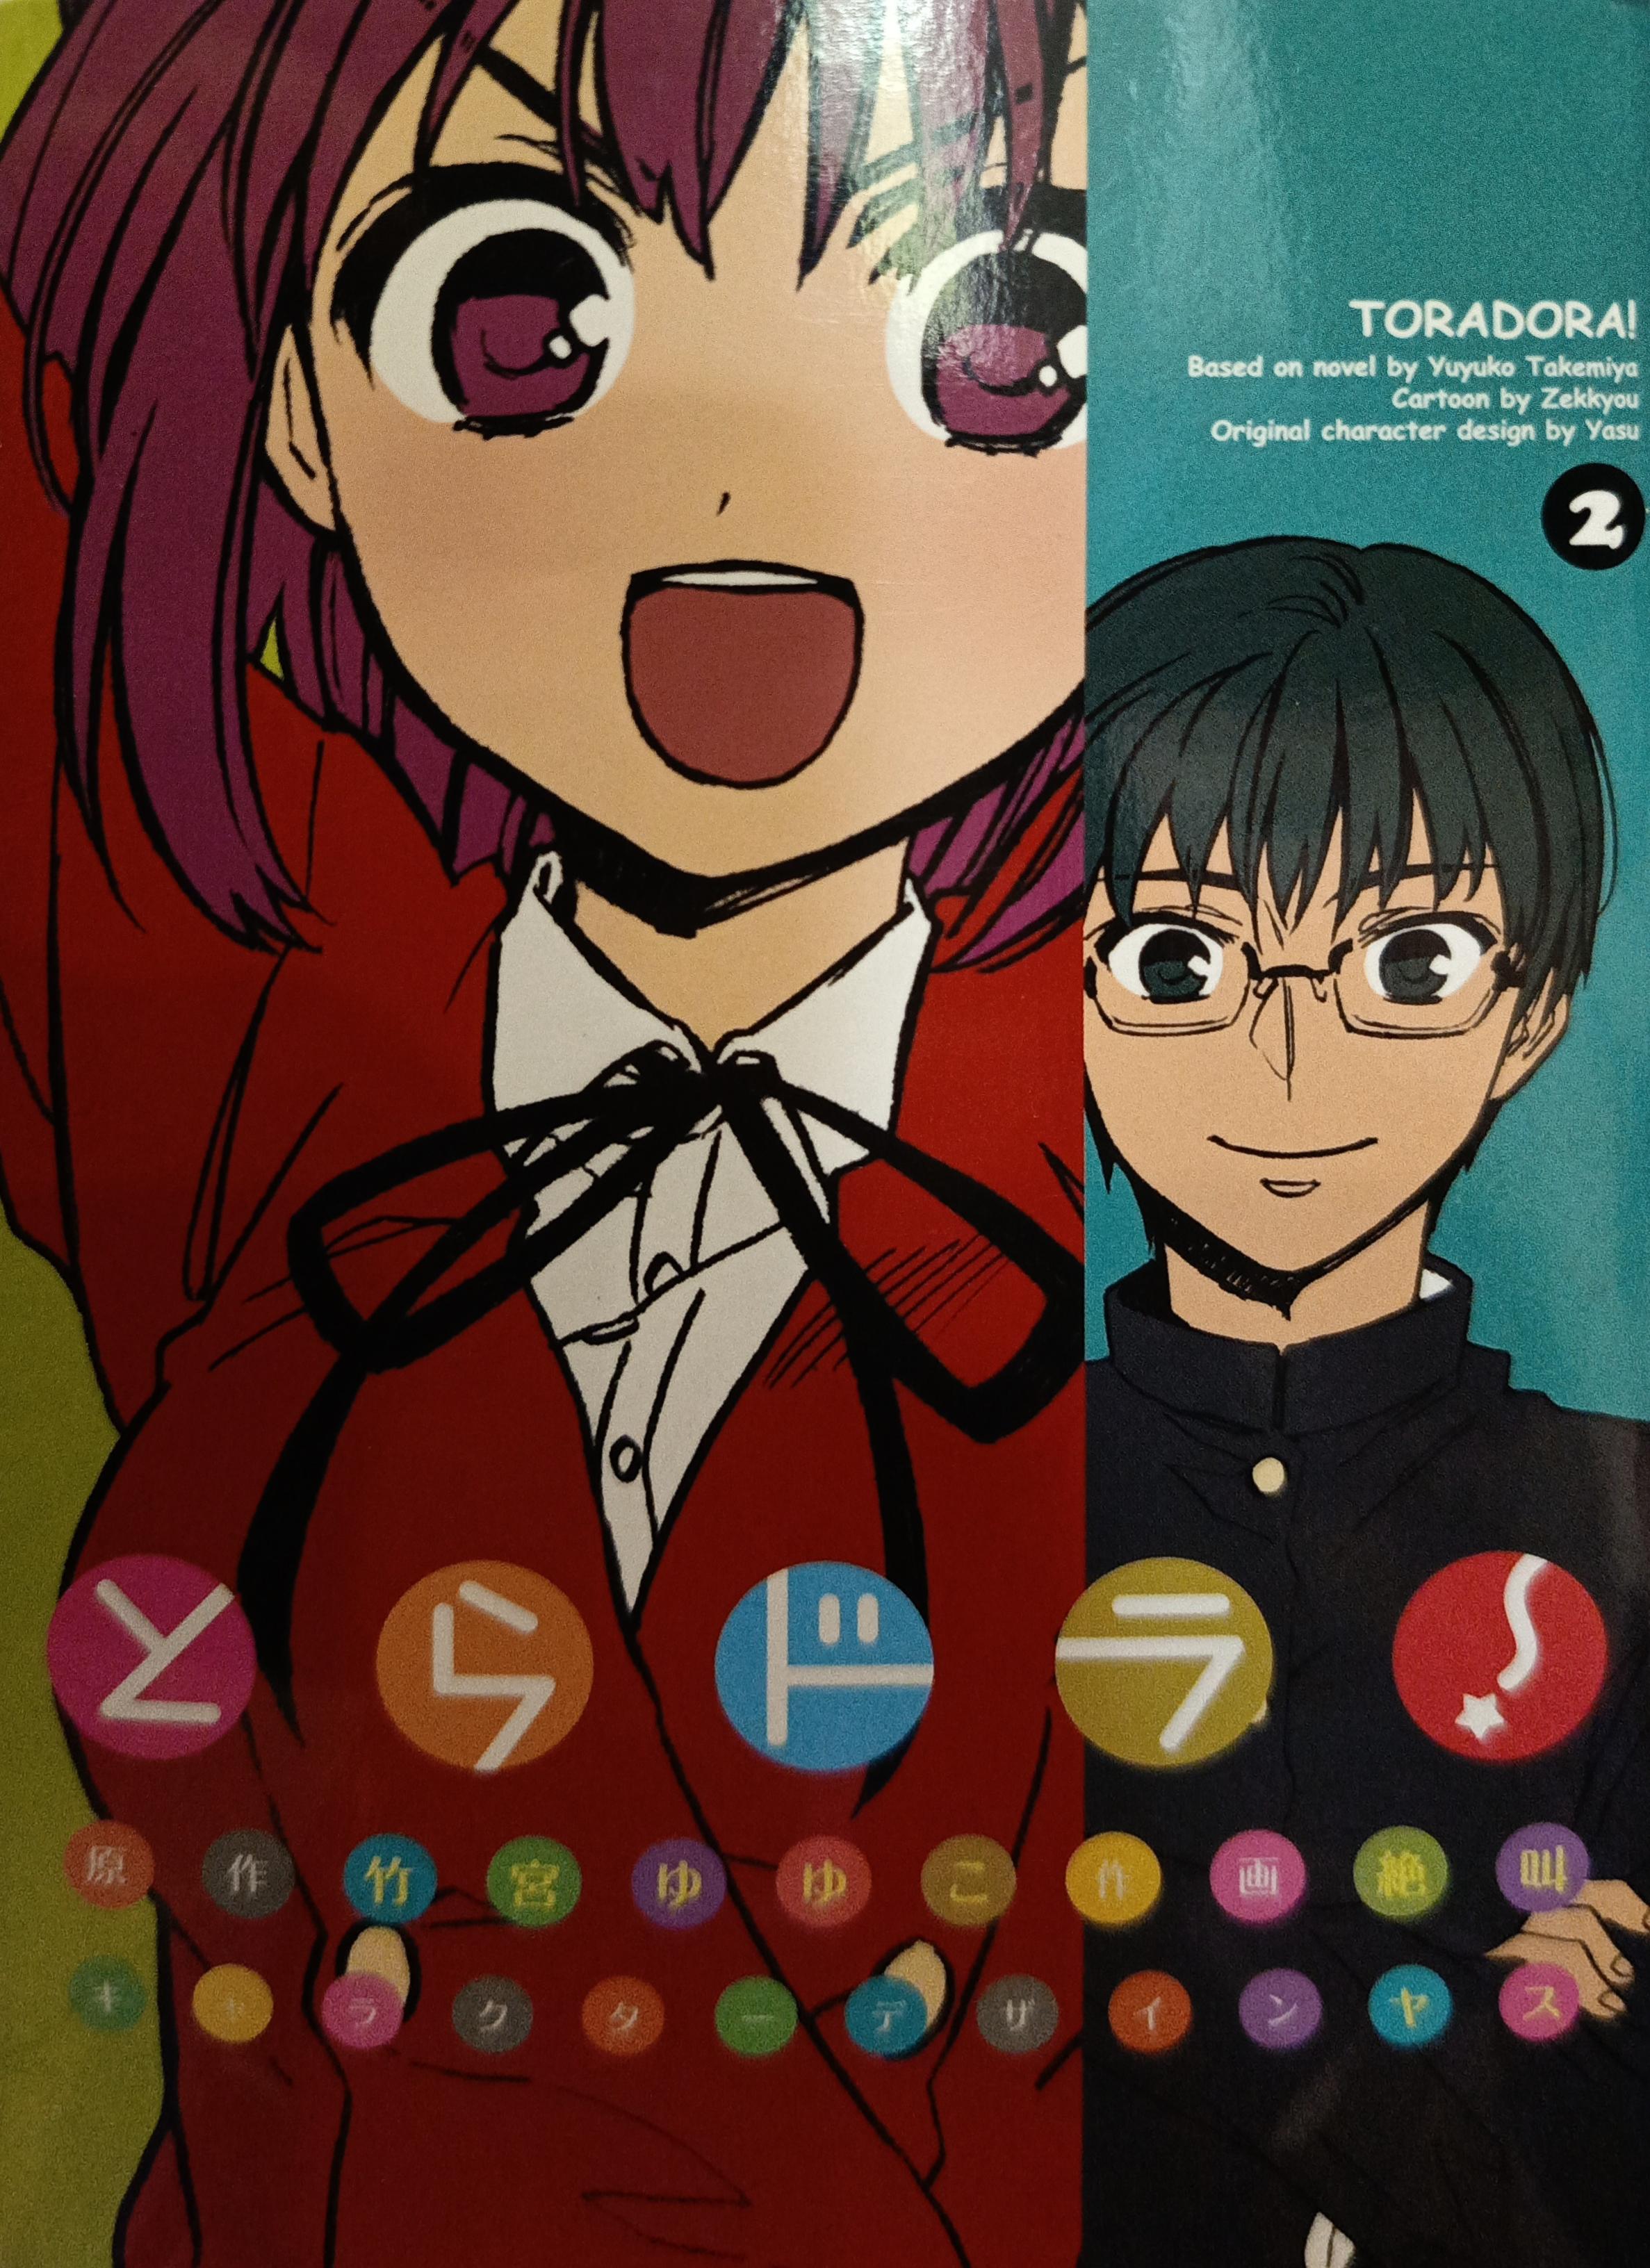 TORADORA!
Based on novel by Yuyuko Takemiya
Cartoon by Zekkyou
Original character design by Yasu
2
とらドラ!
原作竹宮ゆゆこ作画絶叫
キャラクターデザインヤス